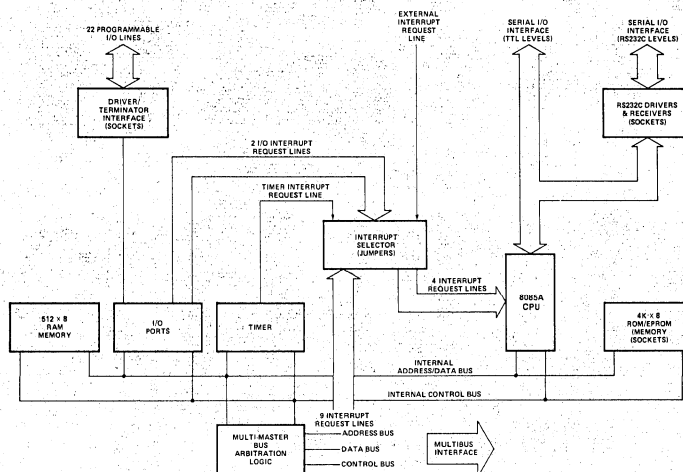 22 PROGRAMMABLE
I/O LINES
EXTERNAL
INTERRUPT
REQUEST
LINE
SERIAL I/O
INTERFACE
(TTL LEVELS)
SERIAL I/O
INTERFACE
(RS232C LEVELS)
DRIVER/
TERMINATOR
INTERFACE
(SOCKETS)
RS232C DRIVERS
& RECEIVERS
(SOCKETS)
2 I/O INTERRUPT
REQUEST LINES
TIMER INTERRUPT
REQUEST LINE
INTERRUPT
SELECTOR
(JUMPERS)
4 INTERRUPT
REQUEST LINES
8085A
CPU
512 × 8
RAM
MEMORY
I/O
PORTS
TIMER
4K × 8
ROM/EPROM
(MEMORY
(SOCKETS)
INTERNAL
ADDRESS/DATA BUS
INTERNAL CONTROL BUS
9 INTERRUPT
REQUEST LINES
MULTI-MASTER
BUS
ARBITRATION
LOGIC
ADDRESS BUS
DATA BUS
CONTROL BUS
MULTIBUS
INTERFACE